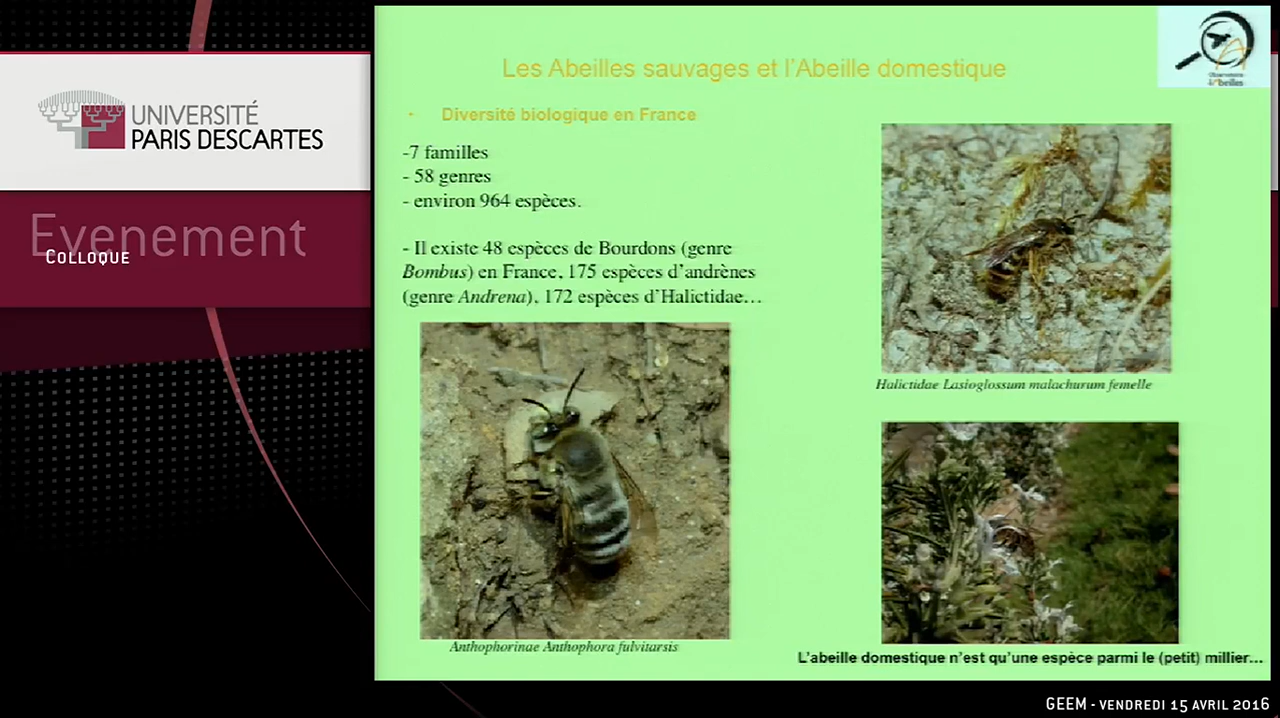 UNIVERSITÉ
PARIS DESCARTES
Evenement
COLLOQUE
Les Abeilles sauvages et l'Abeille domestique
· Diversité biologique en France
-7 familles
- 58 genres
- environ 964 espèces.
- Il existe 48 espèces de Bourdons (genre
Bombus) en France, 175 espèces d'andrènes
(genre Andrena), 172 espèces d'Halictidae…
Halictidae Lasioglossum malachurum femelle
Anthophorinae Anthophora fulvitarsis
L'abeille domestique n'est qu'une espèce parmi le (petit) millier…
GEEM - VENDREDI 15 AVRIL 2016